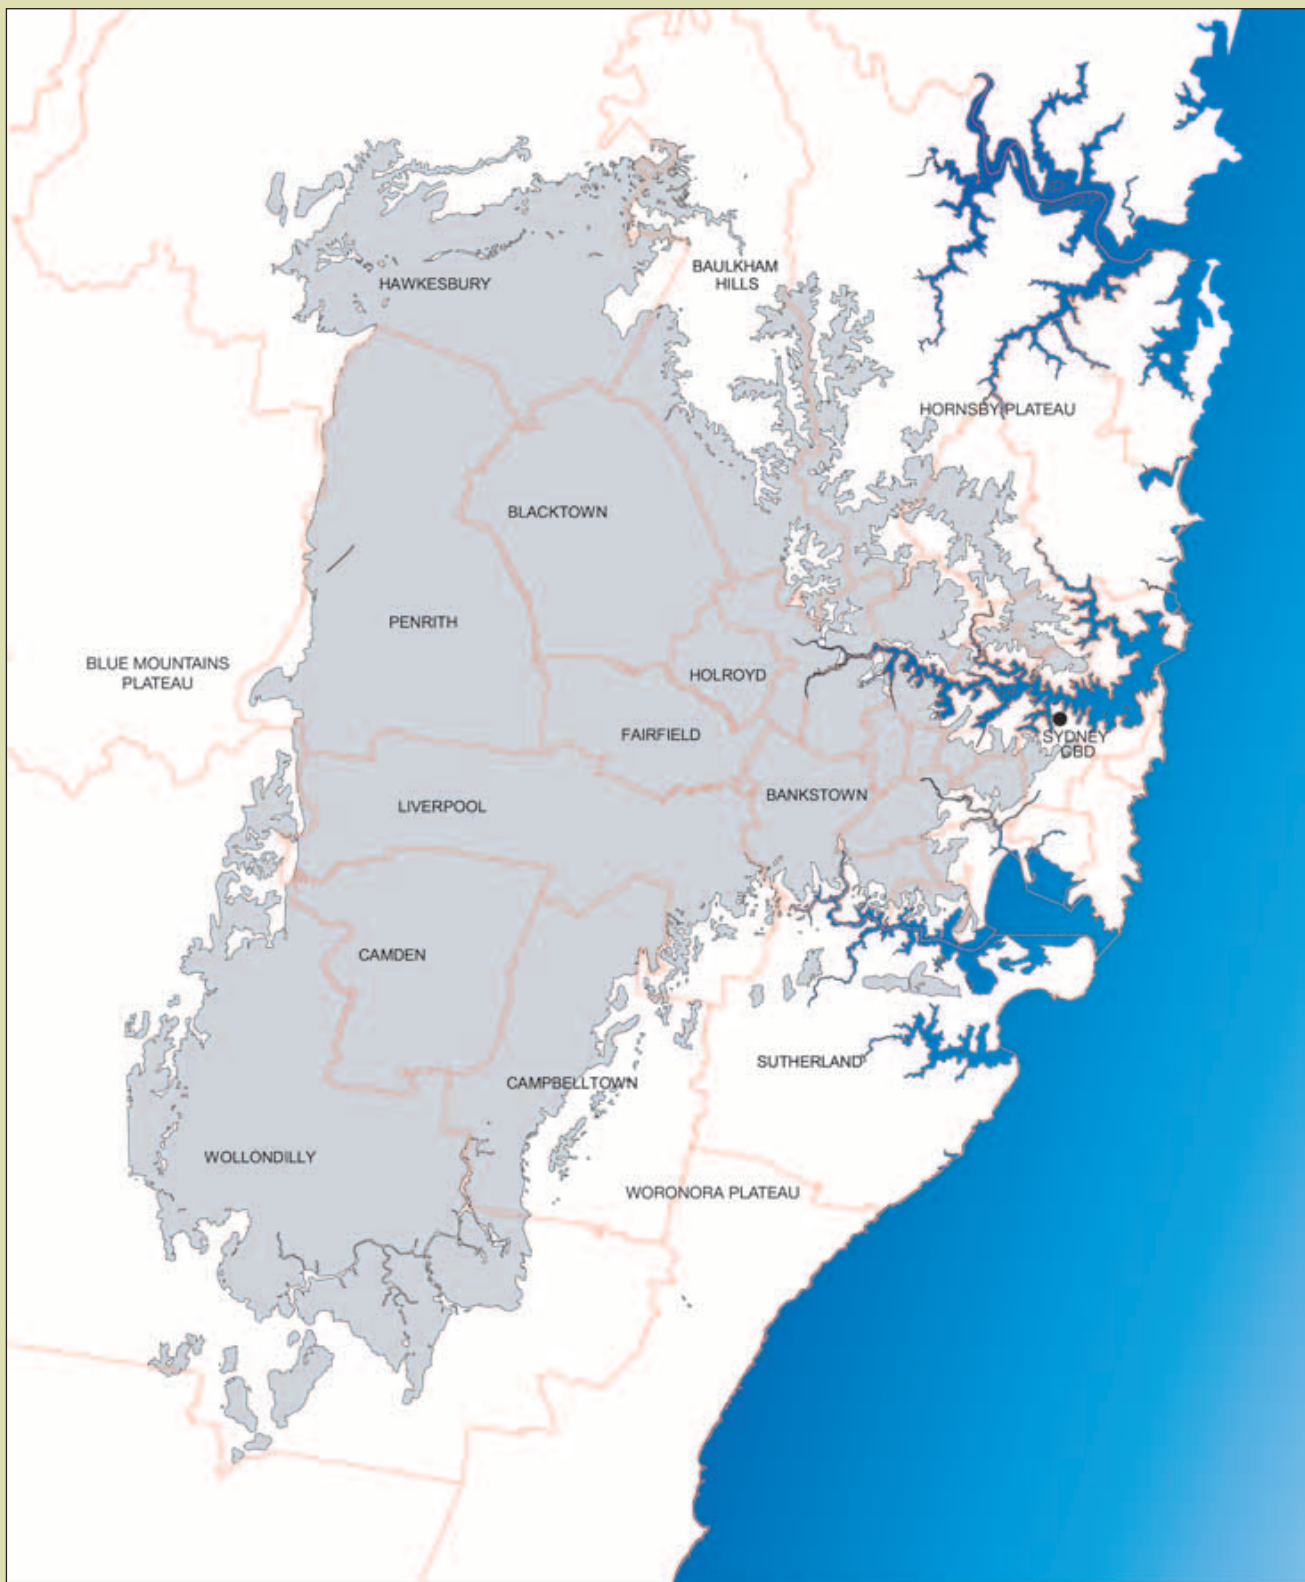 HAWKESBURY
BAULKHAM
HILLS
HORNSBY PLATEAU
BLACKTOWN
PENRITH
BLUE MOUNTAINS
PLATEAU
HOLROYD
FAIRFIELD
SYDNEY
CBD
LIVERPOOL
BANKSTOWN
CAMDEN
SUTHERLAND
CAMPBELLTOWN
WOLLONDILLY
WORONORA PLATEAU